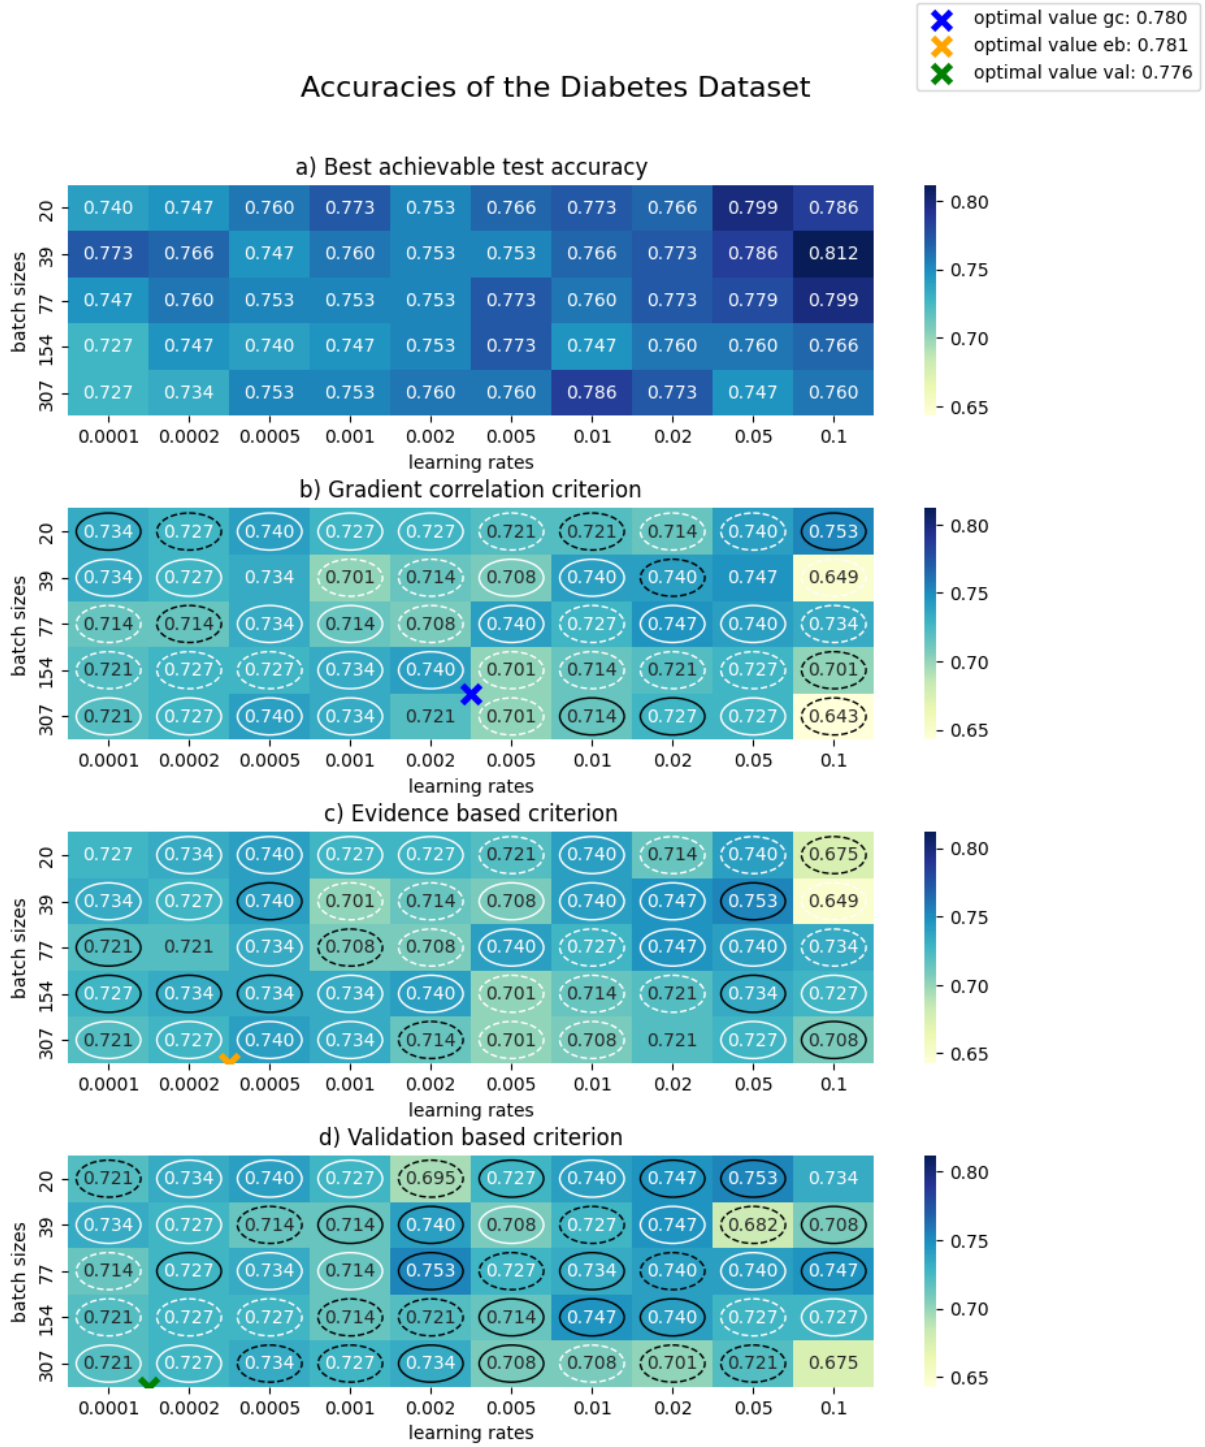 optimal value gc: 0.780
optimal value eb: 0.781
optimal value val: 0.776
Accuracies of the Diabetes Dataset
a) Best achievable test accuracy
20 0.740 0.747 0.760 0.773 0.753 0.766 0.773 0.766 0.799 0.786
39 0.773 0.766 0.747 0.760 0.753 0.753 0.766 0.773 0.786 0.812
77 0.747 0.760 0.753 0.753 0.753 0.773 0.760 0.773 0.779 0.799
154 0.727 0.747 0.740 0.747 0.753 0.773 0.747 0.760 0.760 0.766
307 0.727 0.734 0.753 0.753 0.760 0.760 0.786 0.773 0.747 0.760
batch sizes
0.0001 0.0002 0.0005 0.001 0.002 0.005 0.01 0.02 0.05 0.1
learning rates
0.80
0.75
0.70
0.65
b) Gradient correlation criterion
20 0.734 0.727 0.740 0.727 0.727 0.721 0.721 0.714 0.740 0.753
39 0.734 0.727 0.734 0.701 0.714 0.708 0.740 0.740 0.747 0.649
77 0.714 0.714 0.734 0.714 0.708 0.740 0.727 0.747 0.740 0.734
154 0.721 0.727 0.727 0.734 0.740 0.701 0.714 0.721 0.727 0.701
307 0.721 0.727 0.740 0.734 0.721 0.701 0.714 0.727 0.727 0.643
batch sizes
0.0001 0.0002 0.0005 0.001 0.002 0.005 0.01 0.02 0.05 0.1
learning rates
0.80
0.75
0.70
0.65
c) Evidence based criterion
20 0.727 0.734 0.740 0.727 0.727 0.721 0.740 0.714 0.740 0.675
39 0.734 0.727 0.740 0.701 0.714 0.708 0.740 0.747 0.753 0.649
77 0.721 0.721 0.734 0.708 0.708 0.740 0.727 0.747 0.740 0.734
154 0.727 0.734 0.734 0.734 0.740 0.701 0.714 0.721 0.734 0.727
307 0.721 0.727 0.740 0.734 0.714 0.701 0.708 0.721 0.727 0.708
batch sizes
0.0001 0.0002 0.0005 0.001 0.002 0.005 0.01 0.02 0.05 0.1
learning rates
0.80
0.75
0.70
0.65
d) Validation based criterion
20 0.721 0.734 0.740 0.727 0.695 0.727 0.740 0.747 0.753 0.734
39 0.734 0.727 0.714 0.714 0.740 0.708 0.727 0.747 0.682 0.708
77 0.714 0.727 0.734 0.714 0.753 0.727 0.734 0.740 0.740 0.747
154 0.721 0.727 0.727 0.714 0.721 0.714 0.747 0.740 0.727 0.727
307 0.721 0.727 0.734 0.727 0.734 0.708 0.708 0.701 0.721 0.675
batch sizes
0.0001 0.0002 0.0005 0.001 0.002 0.005 0.01 0.02 0.05 0.1
learning rates
0.80
0.75
0.70
0.65